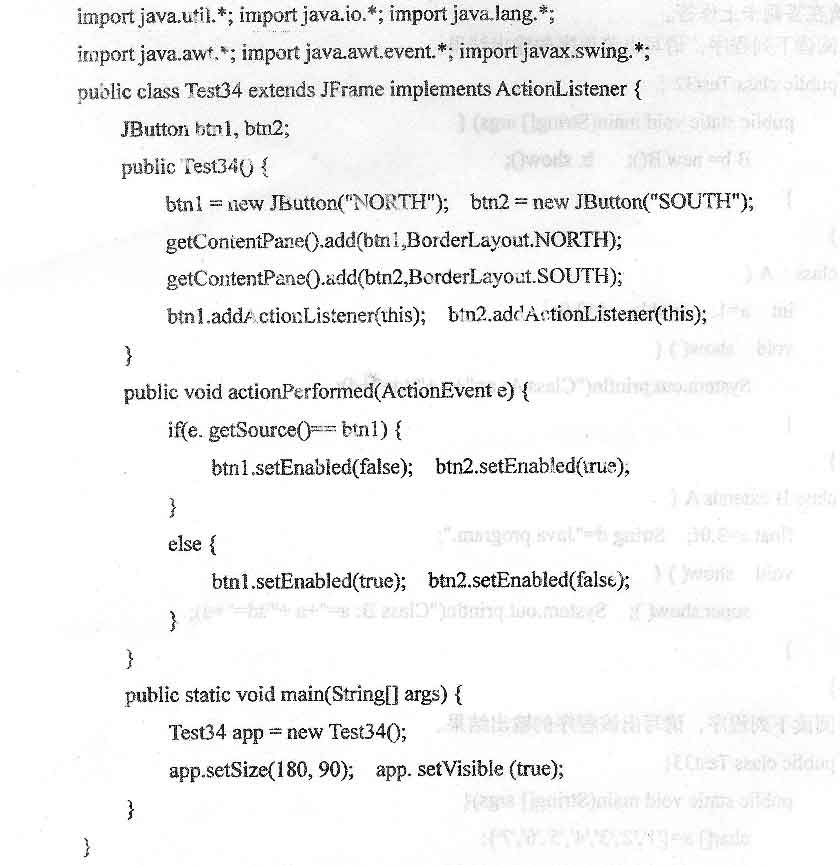 import java.util.*; import java.io.*; import java.lang.*;
import java.awt.*; import java.awt.event.*; import javax.swing.*;
public class Test34 extends JFrame implements ActionListener {
JButton btn1, btn2;
public Test34() {
btn1 = new JButton("NORTH"); btn2 = new JButton("SOUTH");
getContentPane().add(btn1,BorderLayout.NORTH);
getContentPane().add(btn2,BorderLayout.SOUTH);
btn1.addActionListener(this); btn2.addActionListener(this);
}
public void actionPerformed(ActionEvent e) {
if(e. getSource()== btn1) {
btn1.setEnabled(false); btn2.setEnabled(true);
}
else {
btn1.setEnabled(true); btn2.setEnabled(false);
}
}
public static void main(String[] args) {
Test34 app = new Test34();
app.setSize(180, 90); app. setVisible (true);
}
}